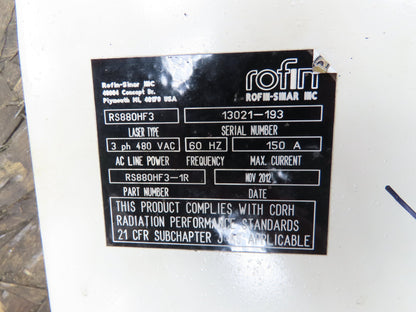 rofin
Rofin-Sinar INC
40984 Concept Dr.
Plymouth MI, 48170 USA
ROFIN-SINAR INC
RS880HF3 13021-193
LASER TYPE SERIAL NUMBER
3 ph 480 VAC 60 HZ 150 A
AC LINE POWER FREQUENCY MAX. CURRENT
RS880HF3-1R NOV 2012
PART NUMBER DATE
THIS PRODUCT COMPLIES WITH CDRH
RADIATION PERFORMANCE STANDARDS
21 CFR SUBCHAPTER J APPLICABLE